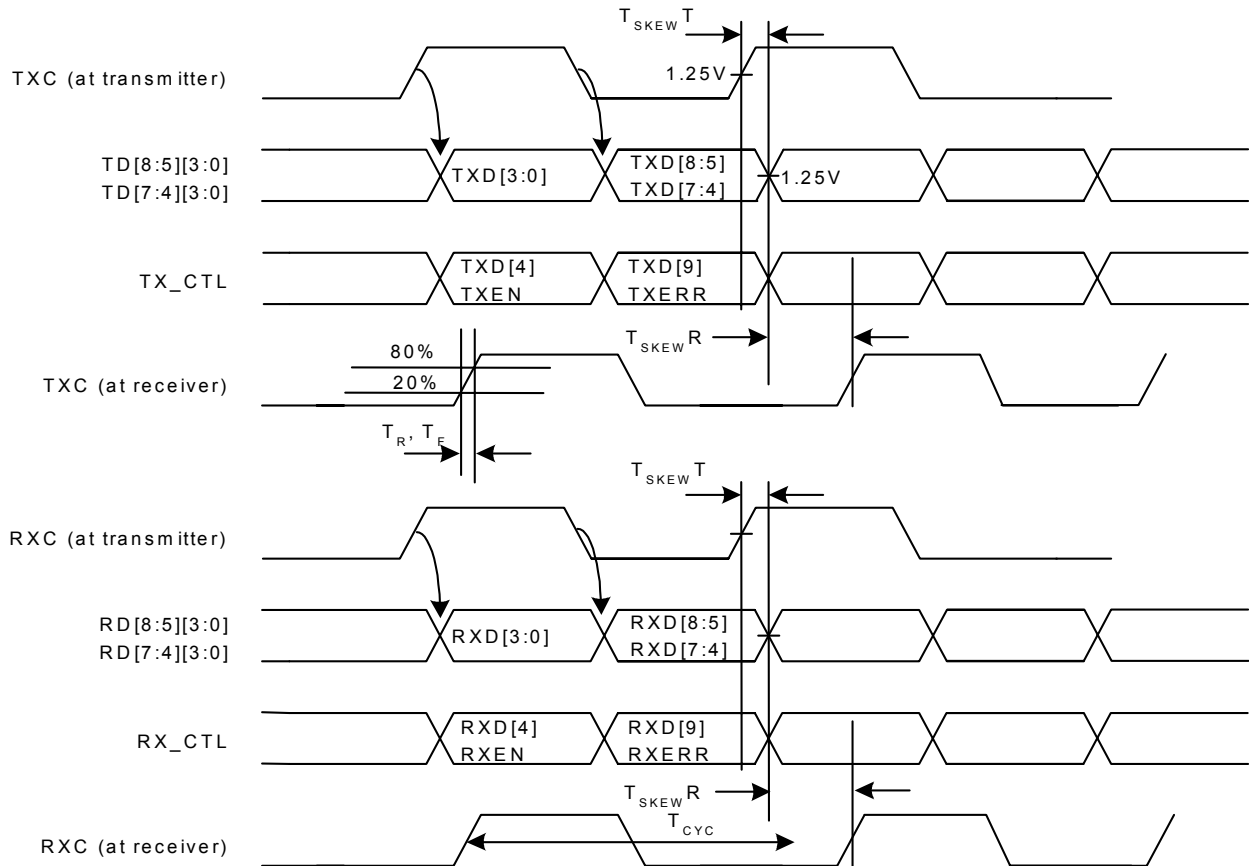 TSKEWT
TXC (at transmitter)
1.25V
TD[8:5][3:0]
TD[7:4][3:0]
TXD[3:0]
TXD[8:5]
TXD[7:4]
1.25V
TX_CTL
TXD[4]
TXEN
TXD[9]
TXERR
TSKEWR
TXC (at receiver)
80%
20%
TR, TF
TSKEWT
RXC (at transmitter)
RD[8:5][3:0]
RD[7:4][3:0]
RXD[3:0]
RXD[8:5]
RXD[7:4]
RX_CTL
RXD[4]
RXEN
RXD[9]
RXERR
TSKEWR
TCYC
RXC (at receiver)